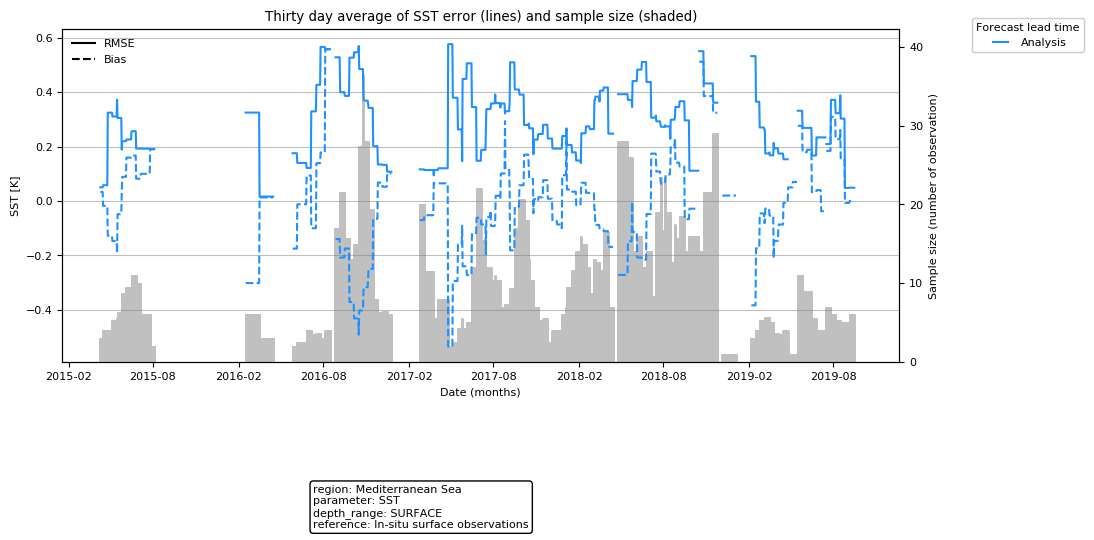 Thirty day average of SST error (lines) and sample size (shaded)
Forecast lead time
Analysis
RMSE
Bias
0.6
0.4
0.2
0.0
−0.2
−0.4
SST [K]
40
30
20
10
0
Sample size (number of observation)
2015-02 2015-08 2016-02 2016-08 2017-02 2017-08 2018-02 2018-08 2019-02 2019-08
Date (months)
region: Mediterranean Sea
parameter: SST
depth_range: SURFACE
reference: In-situ surface observations